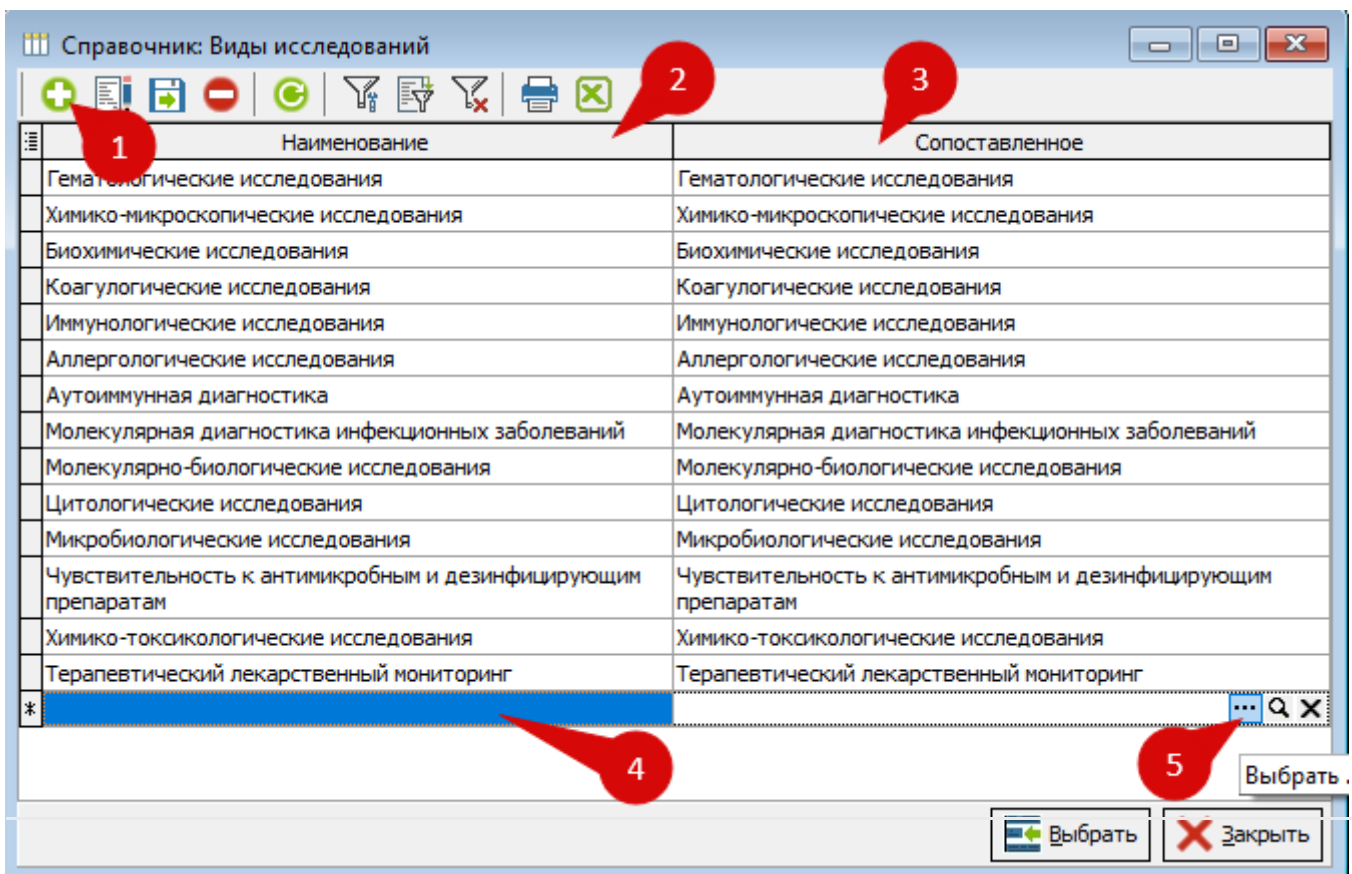 Справочник: Виды исследований
2
3
1
Наименование
Сопоставленное
Гематологические исследования
Гематологические исследования
Химико-микроскопические исследования
Химико-микроскопические исследования
Биохимические исследования
Биохимические исследования
Коагулогические исследования
Коагулогические исследования
Иммунологические исследования
Иммунологические исследования
Аллергологические исследования
Аллергологические исследования
Аутоиммунная диагностика
Аутоиммунная диагностика
Молекулярная диагностика инфекционных заболеваний
Молекулярная диагностика инфекционных заболеваний
Молекулярно-биологические исследования
Молекулярно-биологические исследования
Цитологические исследования
Цитологические исследования
Микробиологические исследования
Микробиологические исследования
Чувствительность к антимикробным и дезинфицирующим
препаратам
Чувствительность к антимикробным и дезинфицирующим
препаратам
Химико-токсикологические исследования
Химико-токсикологические исследования
Терапевтический лекарственный мониторинг
Терапевтический лекарственный мониторинг
*
...
4
5
Выбрать .
Выбрать
Закрыть